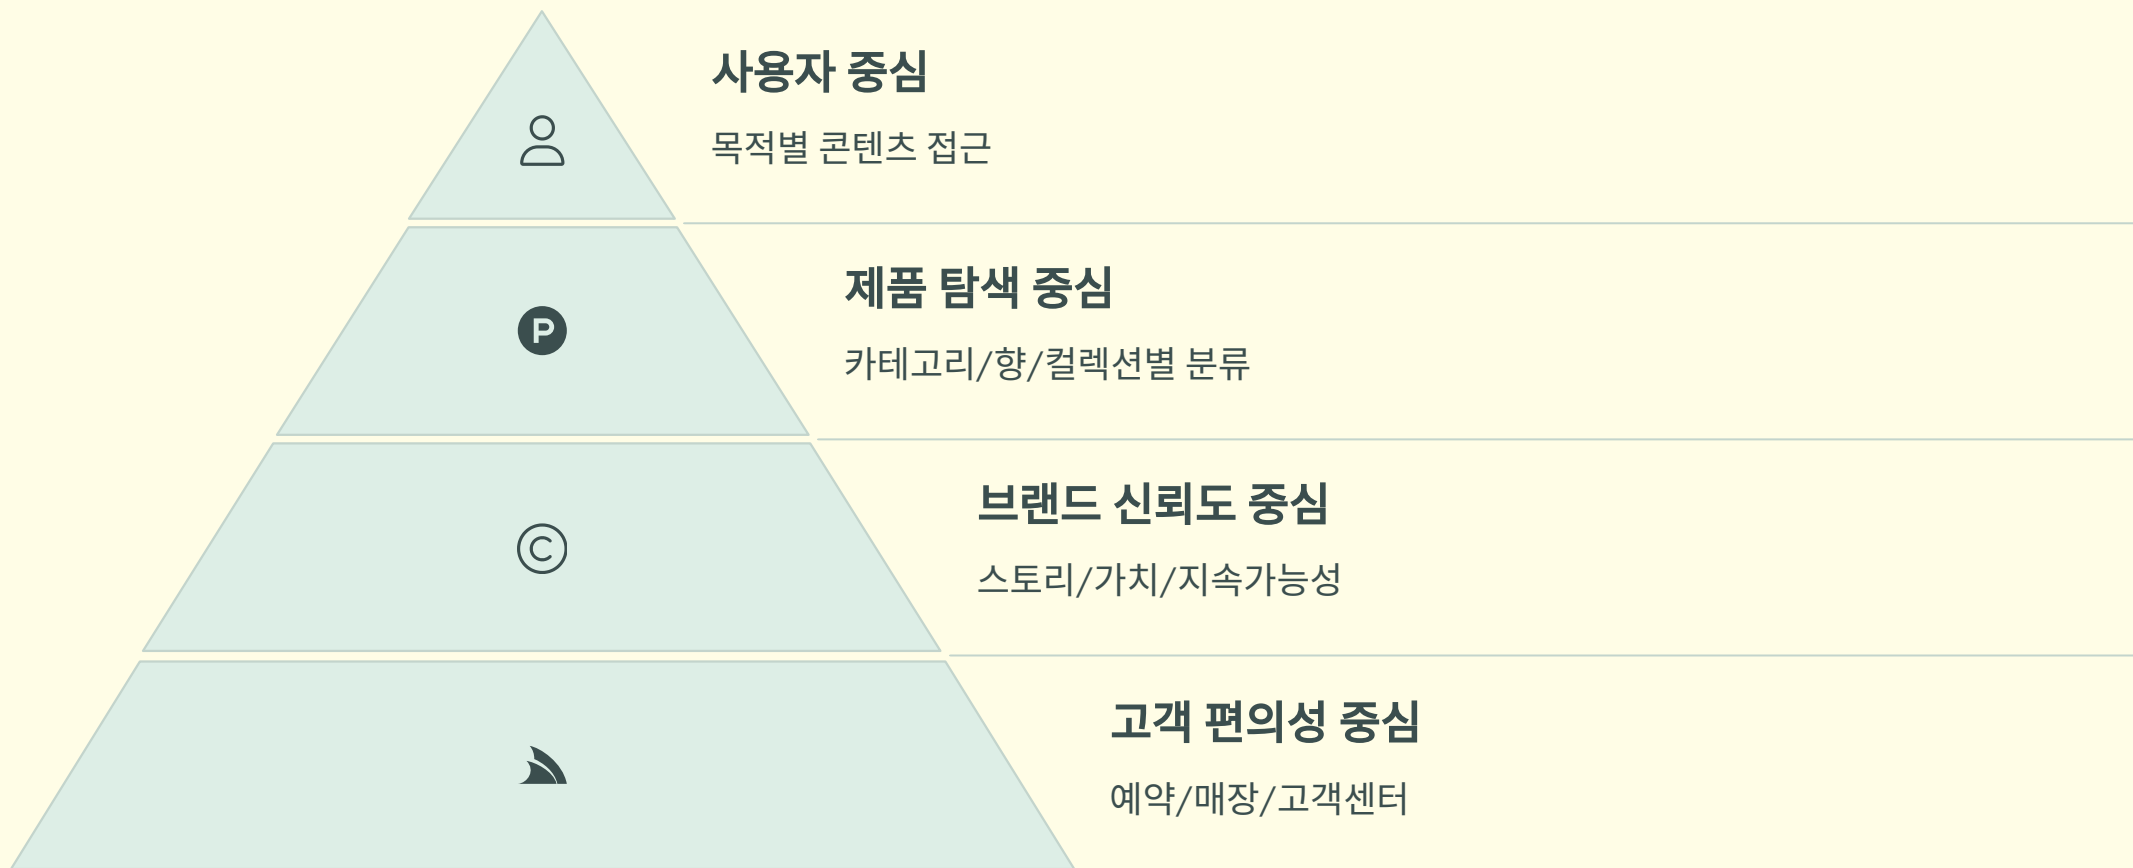 사용자 중심
목적별 콘텐츠 접근
P
제품 탐색 중심
카테고리/향/컬렉션별 분류
©
브랜드 신뢰도 중심
스토리/가치/지속가능성
고객 편의성 중심
예약/매장/고객센터